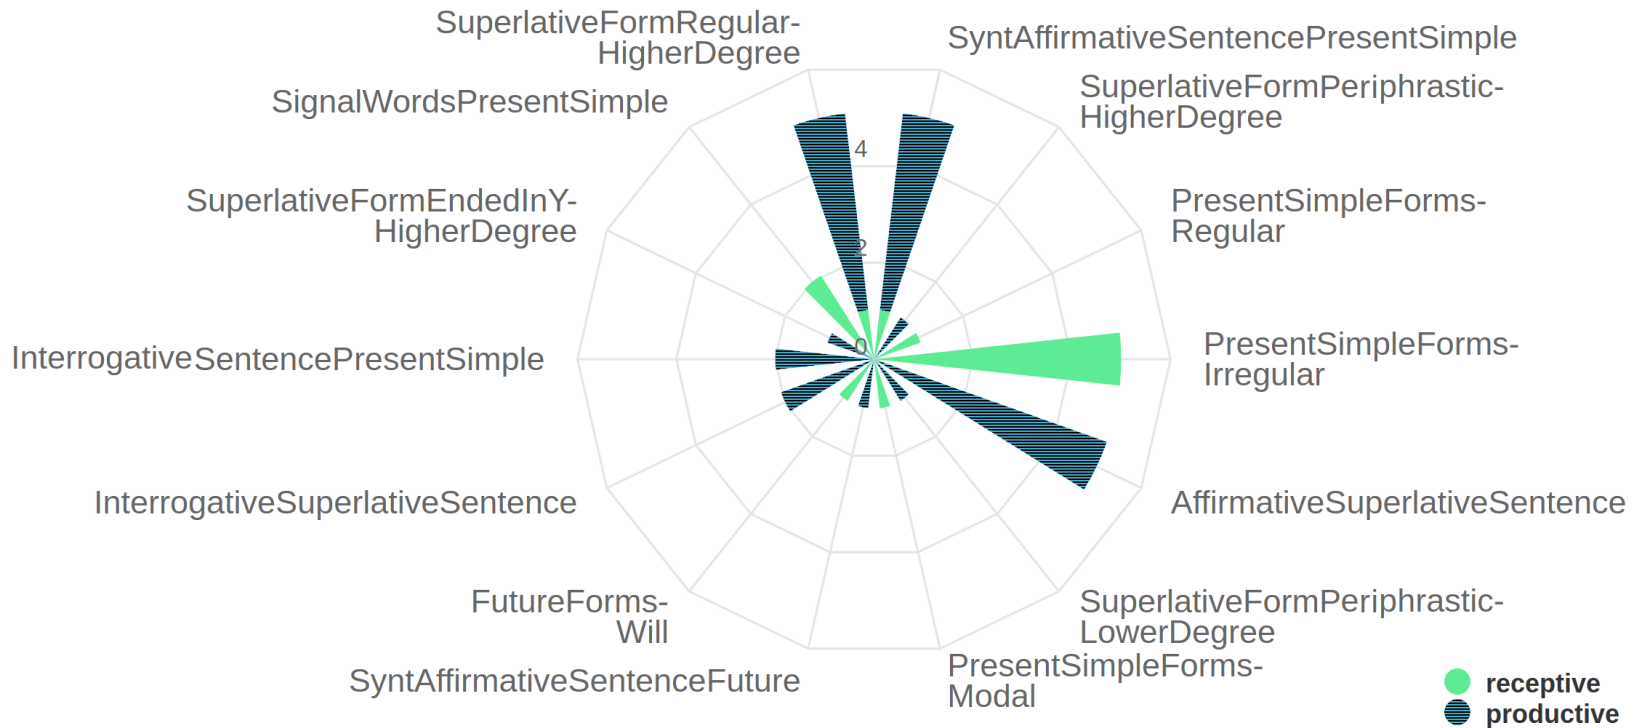 SuperlativeFormRegular-
HigherDegree
SyntAffirmativeSentencePresentSimple
SignalWordsPresentSimple
SuperlativeFormPeriphrastic-
HigherDegree
4
SuperlativeFormEndedInY-
HigherDegree
PresentSimpleForms-
Regular
2
InterrogativeSentencePresentSimple
0
PresentSimpleForms-
Irregular
InterrogativeSuperlativeSentence
AffirmativeSuperlativeSentence
FutureForms-
Will
SuperlativeFormPeriphrastic-
LowerDegree
SyntAffirmativeSentenceFuture
PresentSimpleForms-
Modal
receptive
productive